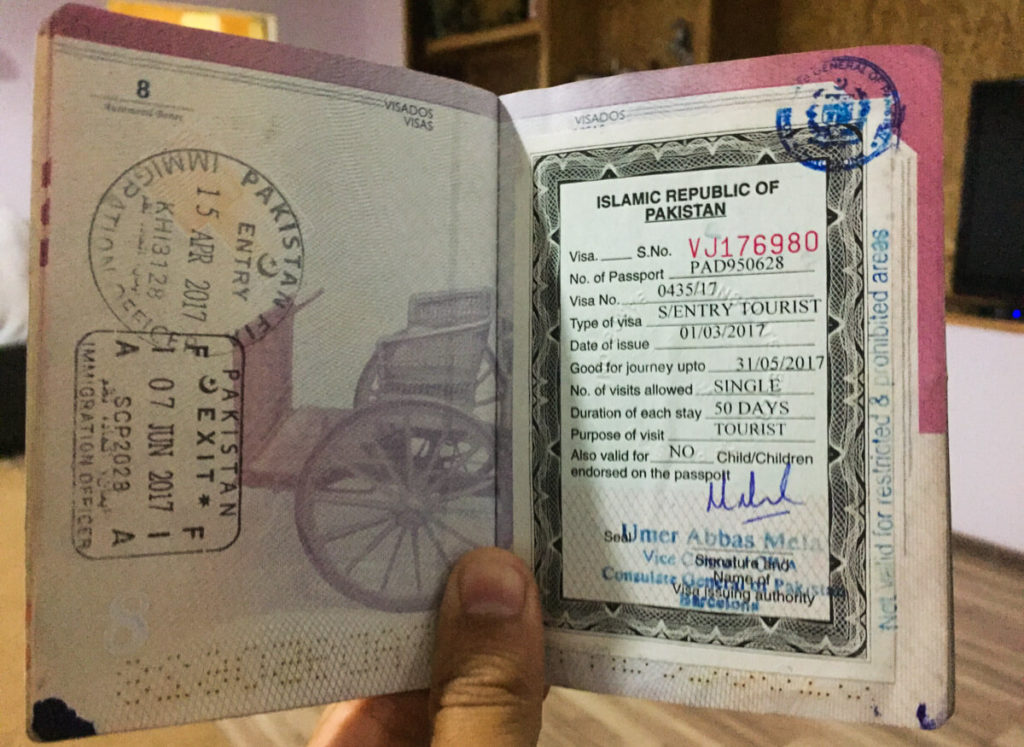 8
VISADOS
VISAS
PAKISTAN
IMMIGRATION
ENTRY
15 APR 2017
KHI3128
PAKISTAN
F EXIT * F
I 07 JUN 2017 I
A SCP2028 A
IMMIGRATION OFFICER
VISADOS
GENERAL OF
ISLAMIC REPUBLIC OF
PAKISTAN
Visa. S.No. VJ176980
No. of Passport PAD950628
Visa No. 0435/17
Type of visa S/ENTRY TOURIST
Date of issue 01/03/2017
Good for journey upto 31/05/2017
No. of visits allowed SINGLE
Duration of each stay 50 DAYS
Purpose of visit TOURIST
Also valid for NO Child/Children
endorsed on the passpott
Seal Umer Abbas Mela
Vice
Signature and
Consulate General of
Name of
Visa issuing authority
Barcelona
Not valid for restricted & prohibited areas